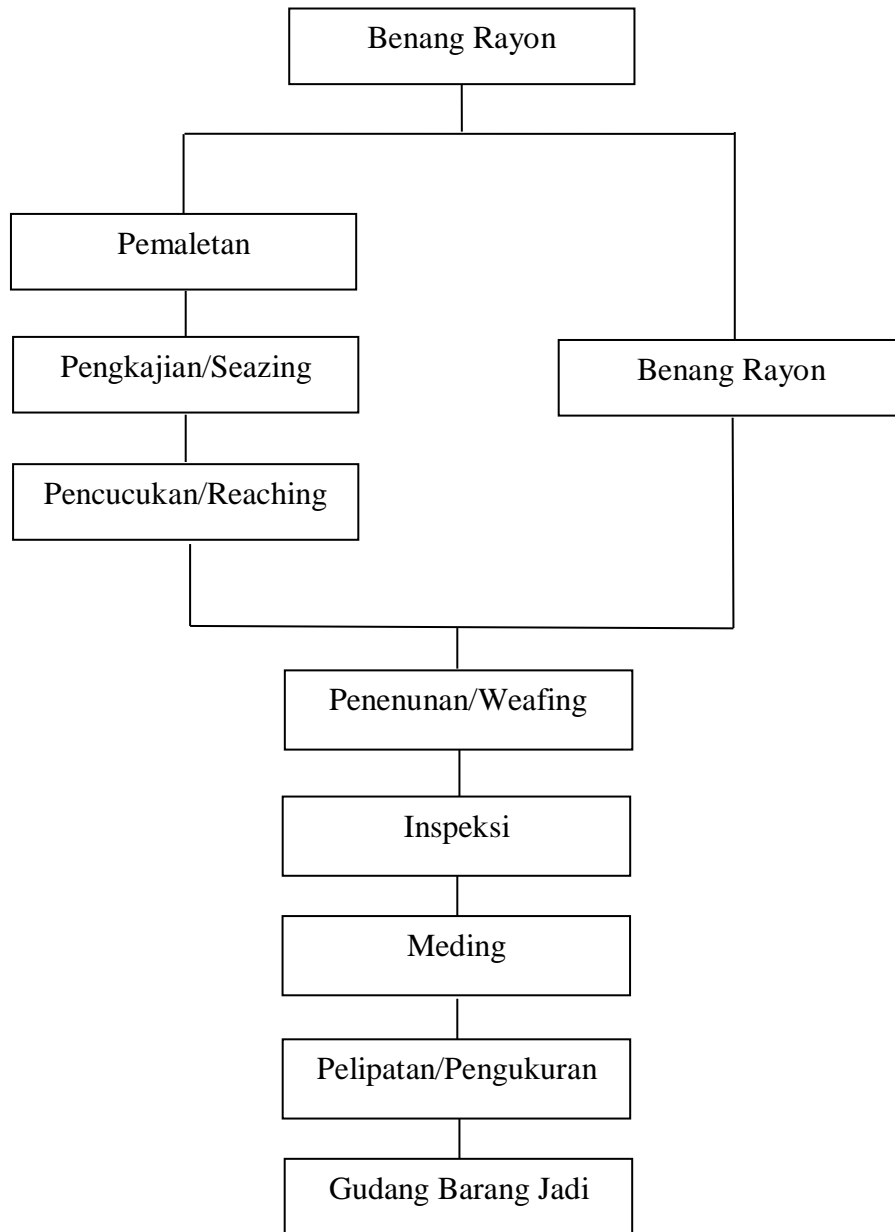 Benang Rayon
Pemaletan
Pengkajian/Seazing
Benang Rayon
Pencucukan/Reaching
Penenunan/Weafing
Inspeksi
Meding
Pelipatan/Pengukuran
Gudang Barang Jadi